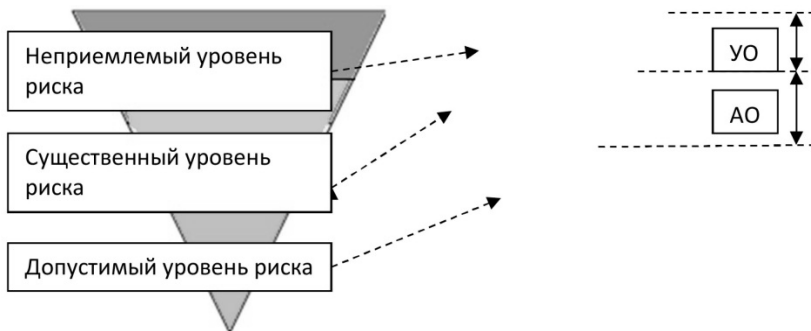 Неприемлемый уровень
риска
УО
АО
Существенный уровень
риска
Допустимый уровень риска